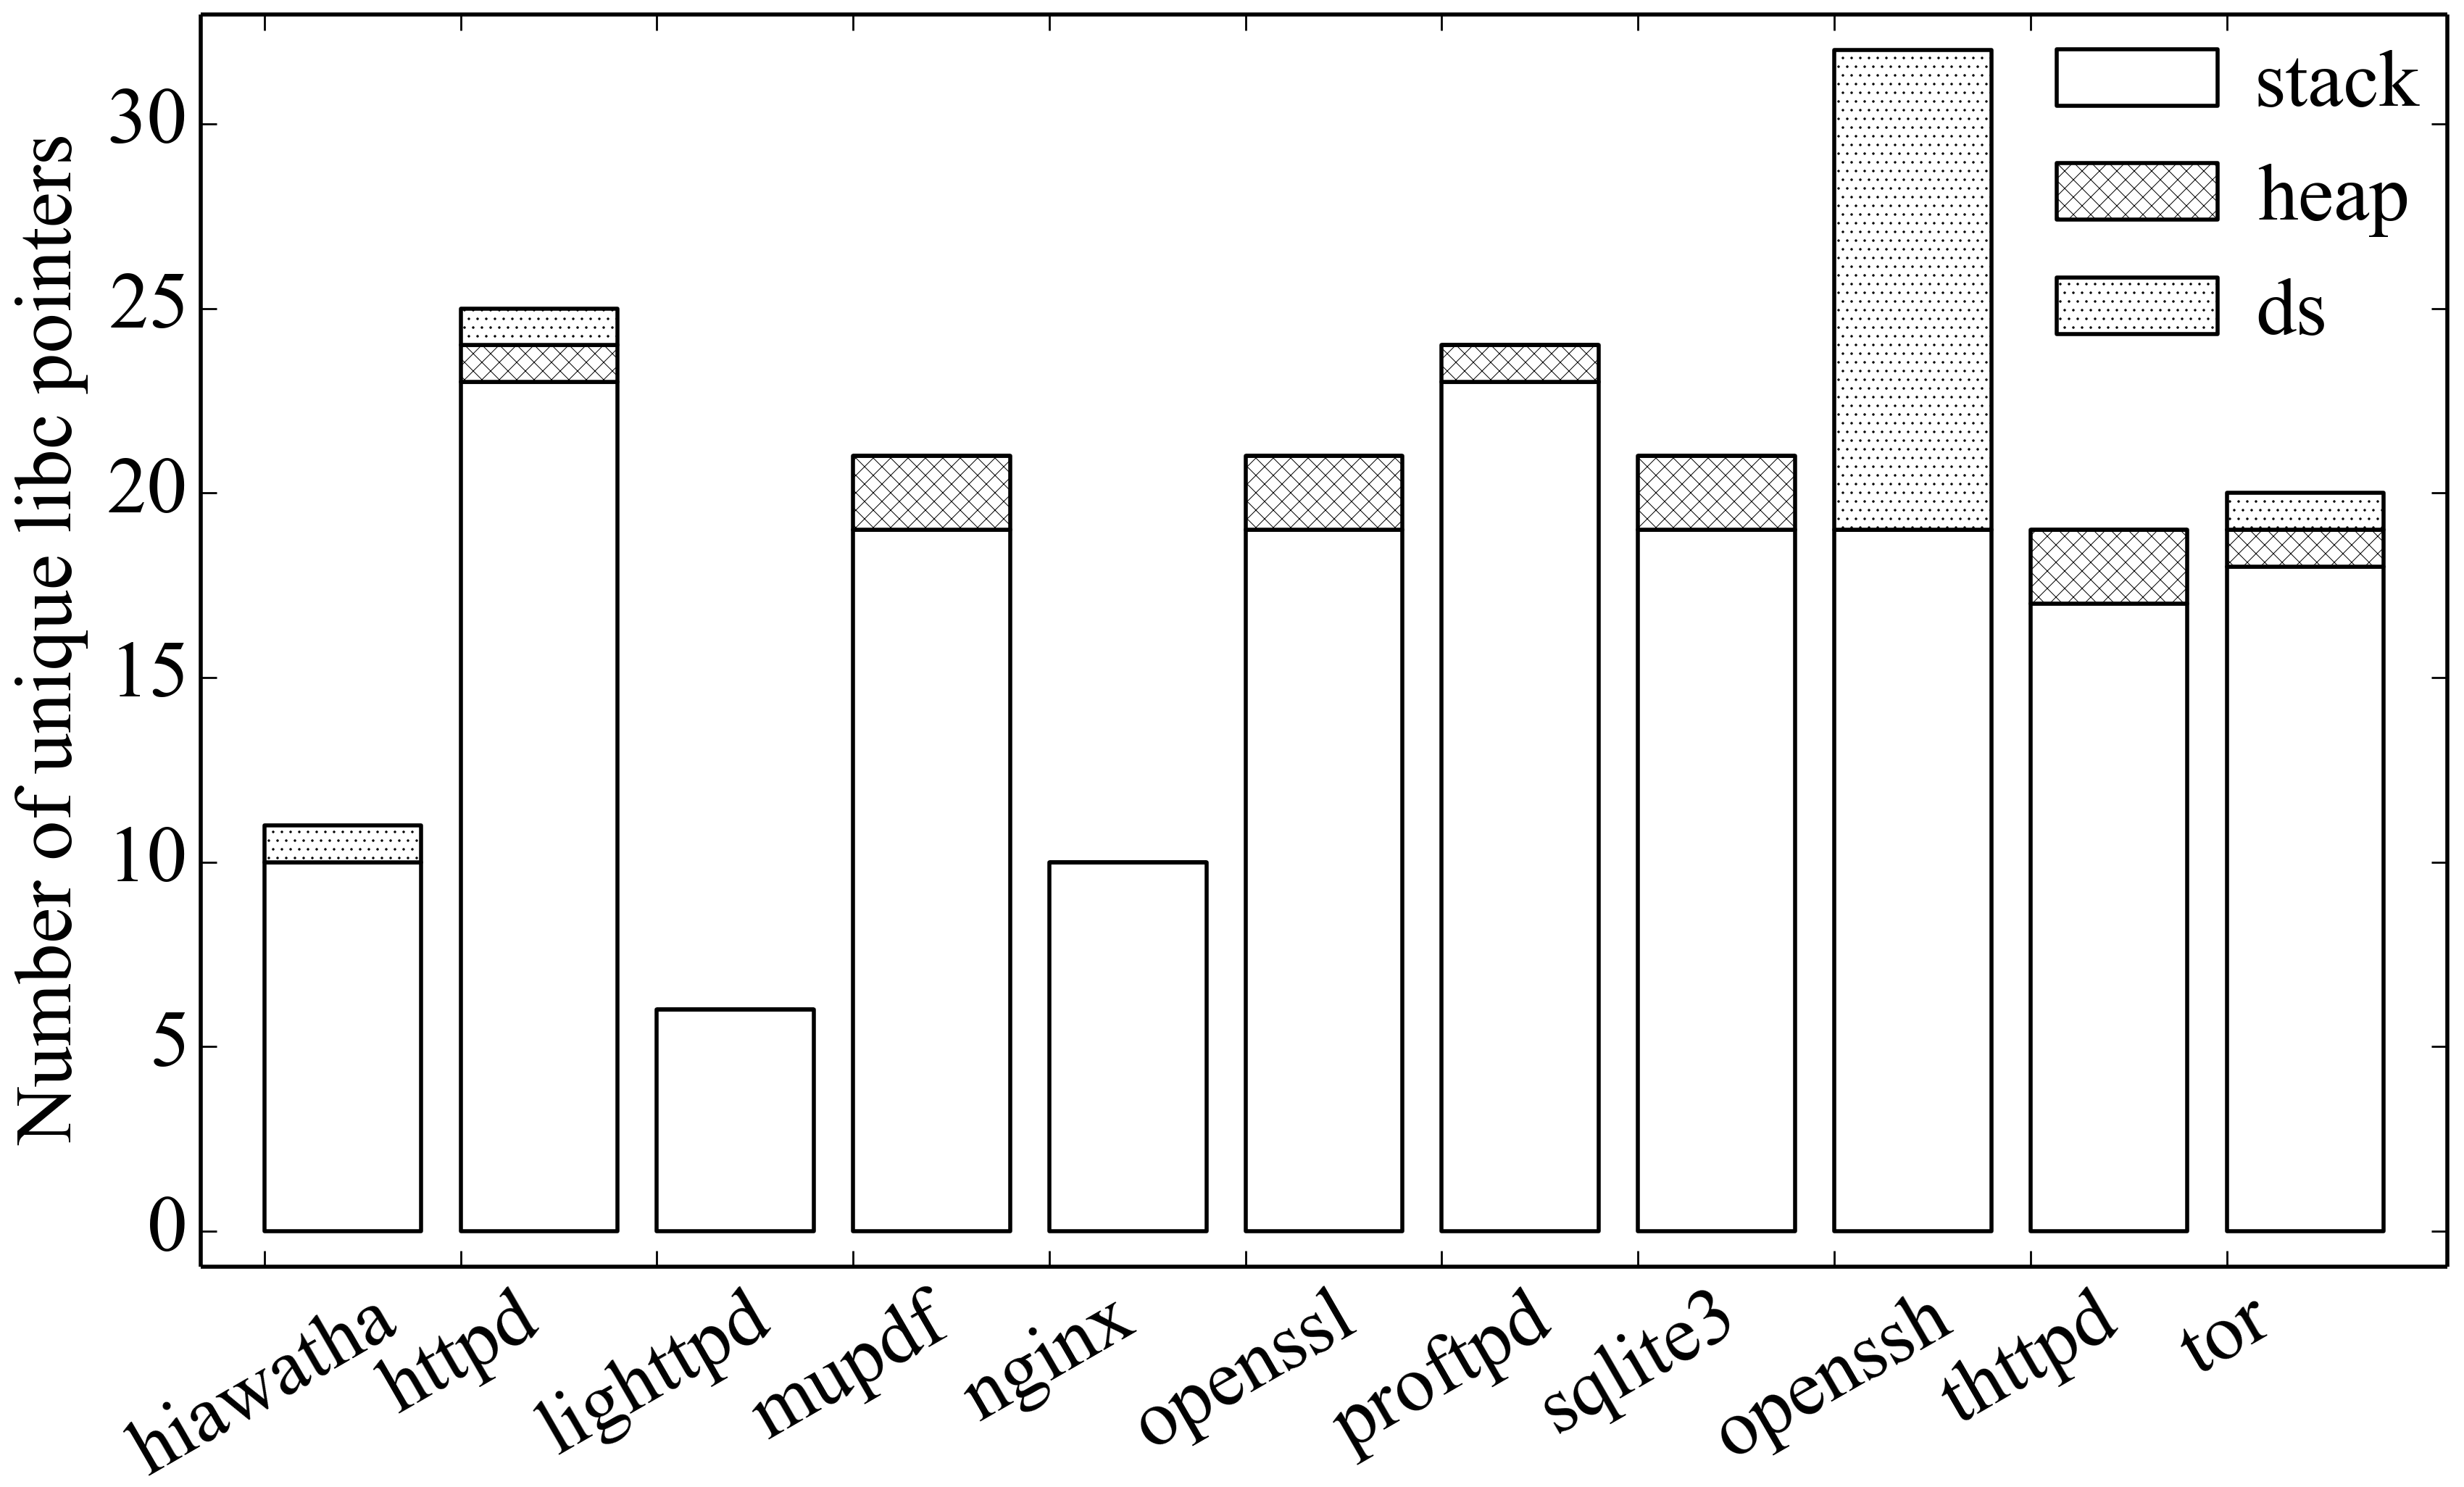 Number of unique libc pointers
30
25
20
15
10
5
0
stack
heap
ds
hiawatha
httpd
lighttpd
mupdf
nginx
openssl
proftpd
sqlite3
openssh
thttpd
tor